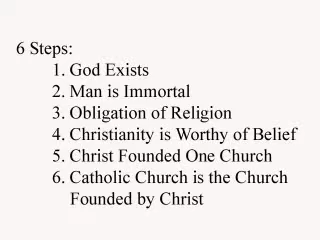 6 Steps:
1. God Exists
2. Man is Immortal
3. Obligation of Religion
4. Christianity is Worthy of Belief
5. Christ Founded One Church
6. Catholic Church is the Church
Founded by Christ